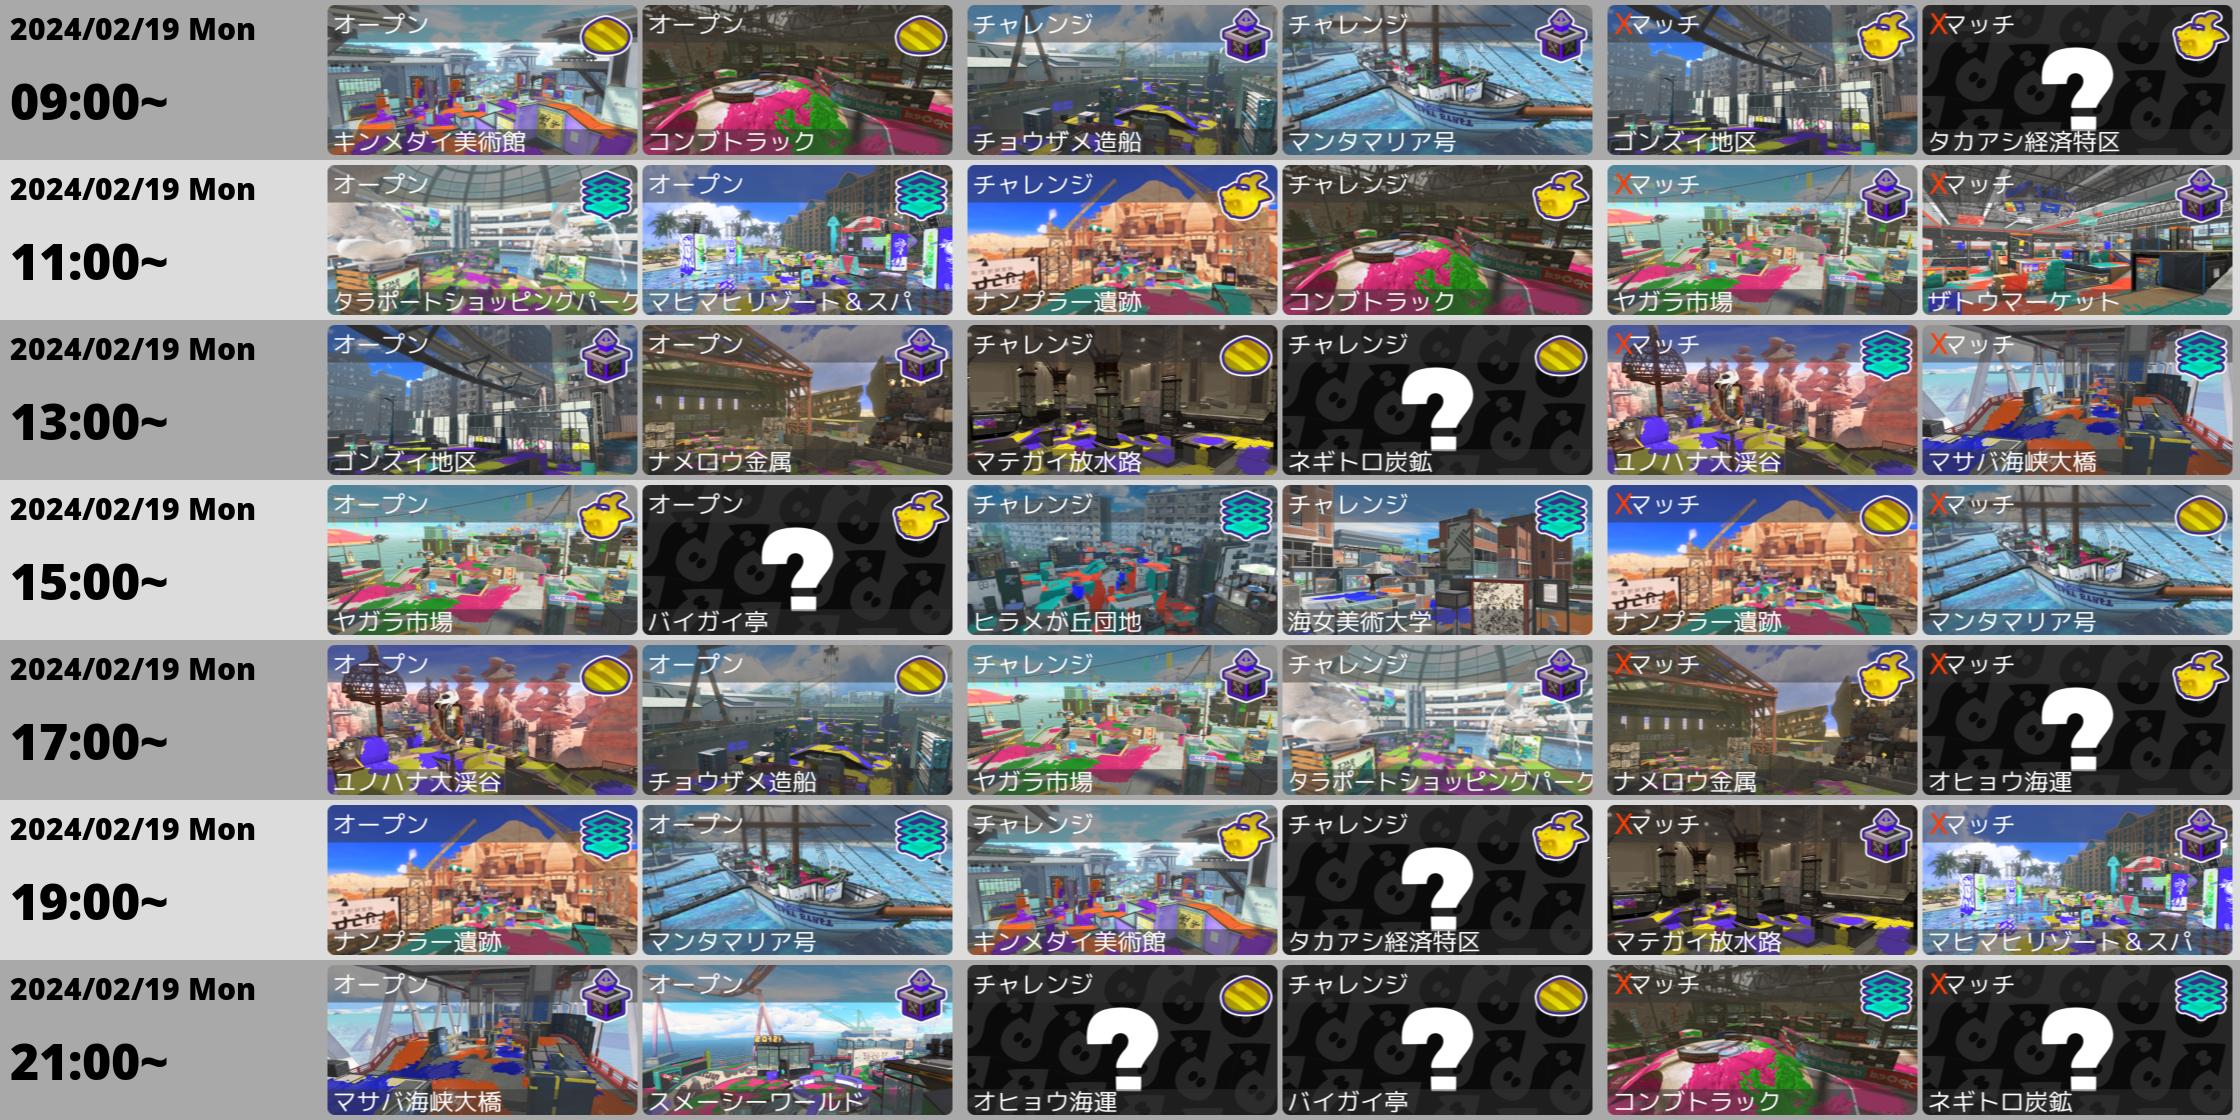 2024/02/19 Mon
09:00~
オープン
キンメダイ美術館
オープン
コンブトラック
チャレンジ
チョウザメ造船
チャレンジ
マンタマリア号
Xマッチ
ゴンズイ地区
Xマッチ
タカアシ経済特区
2024/02/19 Mon
11:00~
オープン
タラポートショッピングパーク
オープン
マヒマヒリゾート＆スパ
チャレンジ
ナンプラー遺跡
チャレンジ
コンブトラック
Xマッチ
ヤガラ市場
Xマッチ
ザトウマーケット
2024/02/19 Mon
13:00~
オープン
ゴンズイ地区
オープン
ナメロウ金属
チャレンジ
マテガイ放水路
チャレンジ
?
ネギトロ炭鉱
Xマッチ
ユノハナ大渓谷
Xマッチ
マサバ海峡大橋
2024/02/19 Mon
15:00~
オープン
ヤガラ市場
オープン
?
バイガイ亭
チャレンジ
ヒラメが丘団地
チャレンジ
海女美術大学
Xマッチ
ナンプラー遺跡
Xマッチ
マンタマリア号
2024/02/19 Mon
17:00~
オープン
ユノハナ大渓谷
オープン
チョウザメ造船
チャレンジ
ヤガラ市場
チャレンジ
タラポートショッピングパーク
Xマッチ
ナメロウ金属
Xマッチ
?
オヒョウ海運
2024/02/19 Mon
19:00~
オープン
ナンプラー遺跡
オープン
マンタマリア号
チャレンジ
キンメダイ美術館
チャレンジ
?
タカアシ経済特区
Xマッチ
マテガイ放水路
Xマッチ
マヒマヒリゾート＆スパ
2024/02/19 Mon
21:00~
オープン
マサバ海峡大橋
オープン
スメーシーワールド
チャレンジ
?
オヒョウ海運
チャレンジ
?
バイガイ亭
Xマッチ
コンブトラック
Xマッチ
?
ネギトロ炭鉱